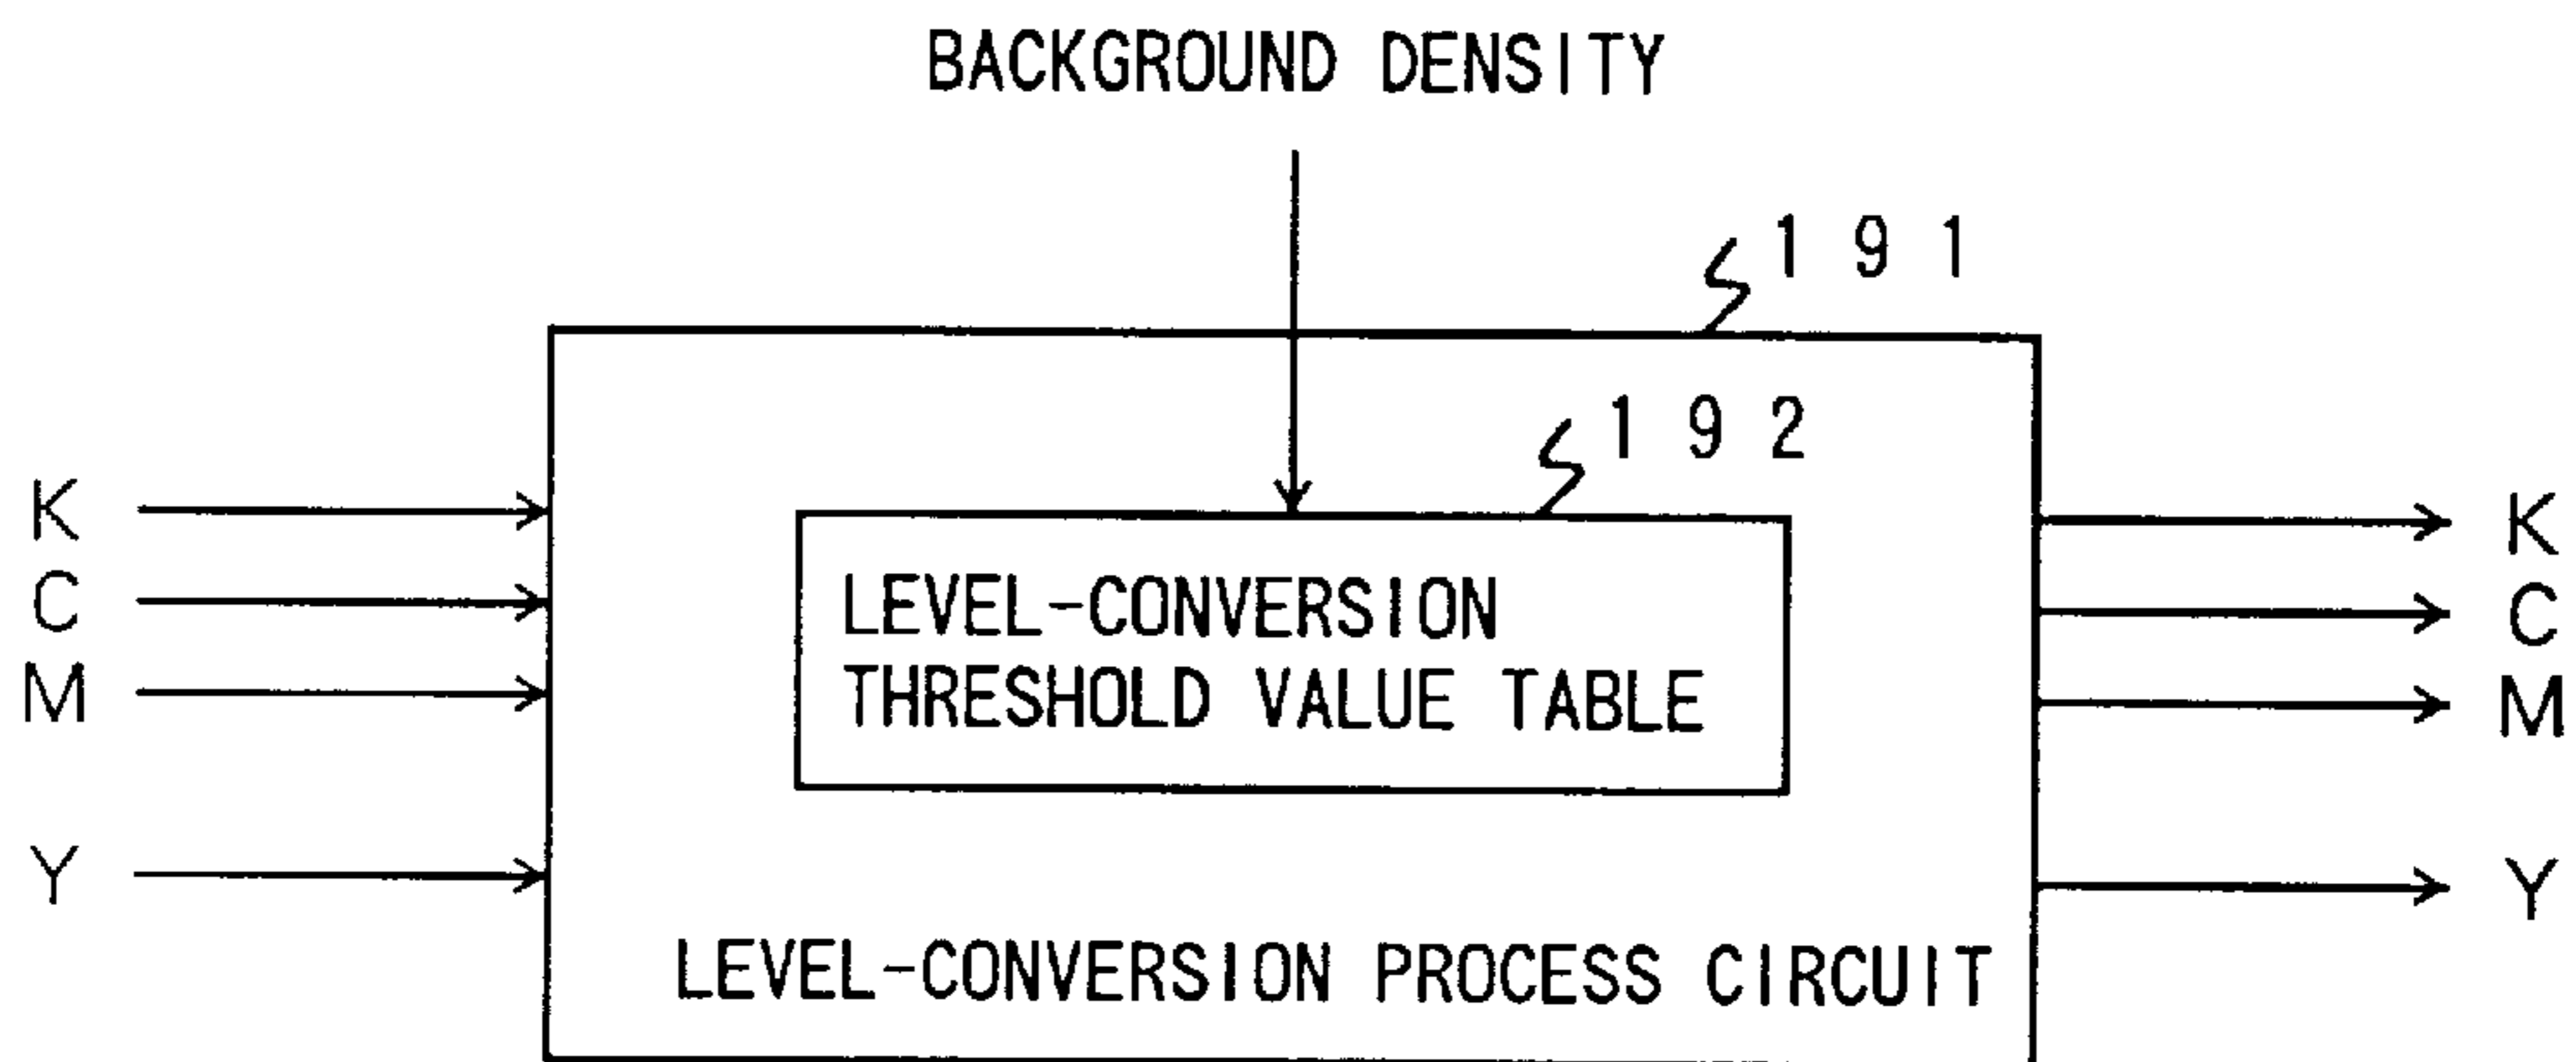 BACKGROUND DENSITY
191
192
K
C
M
Y
LEVEL-CONVERSION
THRESHOLD VALUE TABLE
K
C
M
Y
LEVEL-CONVERSION PROCESS CIRCUIT